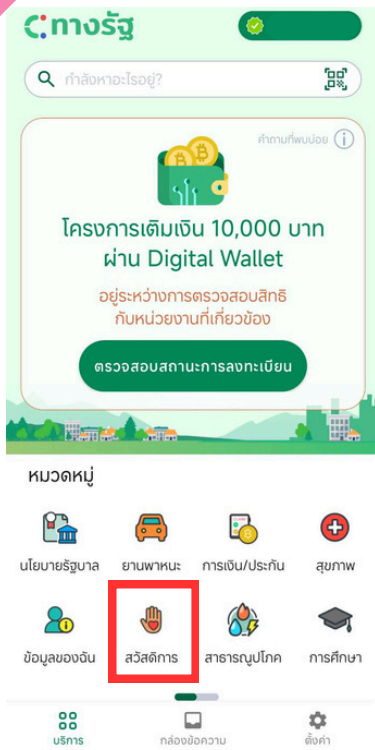 ทางรัฐ
กำลังหาอะไรอยู่?
คำถามที่พบบ่อย
โครงการเติมเงิน 10,000 บาท
ผ่าน Digital Wallet
อยู่ระหว่างการตรวจสอบสิทธิ
กับหน่วยงานที่เกี่ยวข้อง
ตรวจสอบสถานะการลงทะเบียน
หมวดหมู่
นโยบายรัฐบาล ยานพาหนะ การเงิน/ประกัน สุขภาพ
ข้อมูลของฉัน สวัสดิการ สาธารณูปโภค การศึกษา
บริการ กล่องข้อความ ตั้งค่า